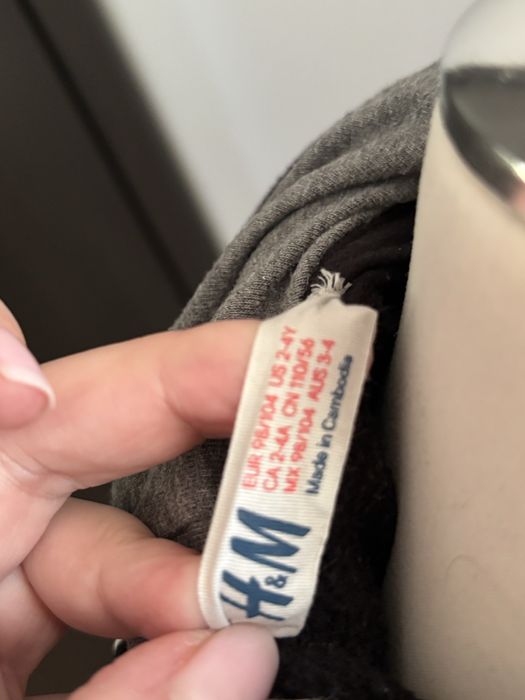 EUR 98/104 US 2-4Y
CA 2-4A CN 110/56
MX 98/104 AUS 3-4
Made in Cambodia
H&M